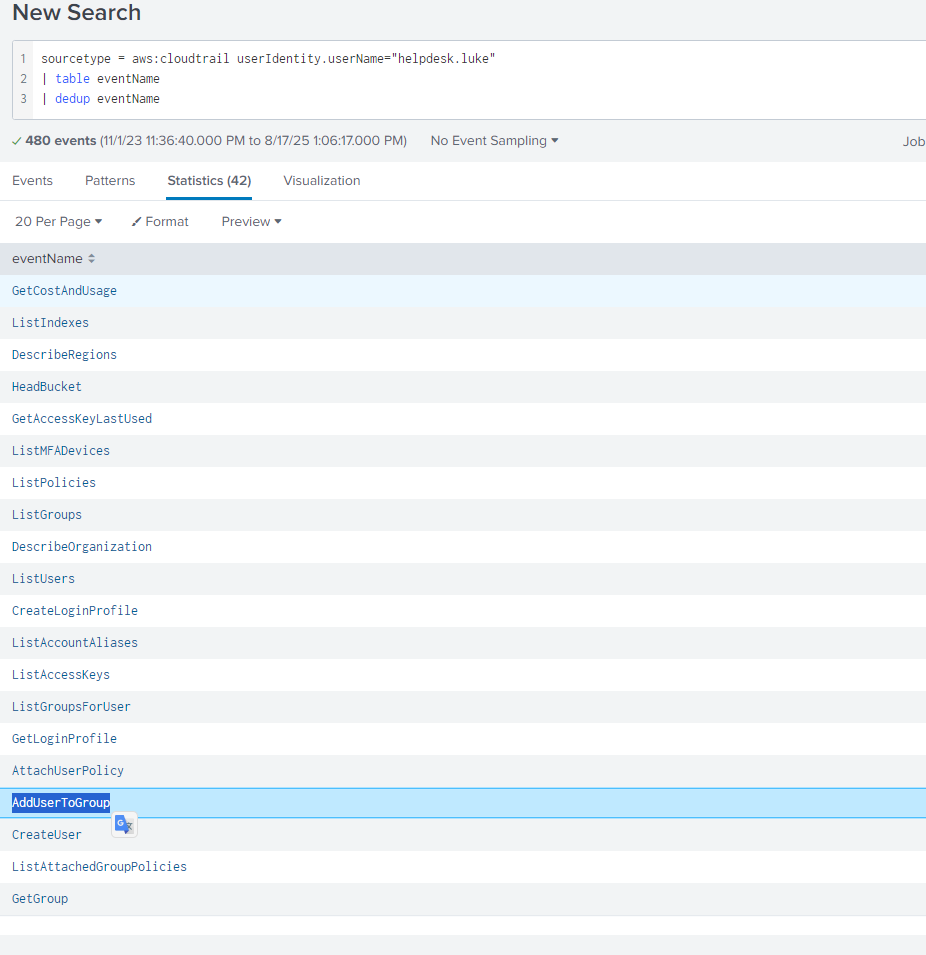 New Search
1 sourcetype = aws:cloudtrail userIdentity.userName="helpdesk.luke"
2 | table eventName
3 | dedup eventName
✓ 480 events (11/1/23 11:36:40.000 PM to 8/17/25 1:06:17.000 PM) No Event Sampling Job
Events Patterns Statistics (42) Visualization
20 Per Page Format Preview
eventName
GetCostAndUsage
ListIndexes
DescribeRegions
HeadBucket
GetAccessKeyLastUsed
ListMFADevices
ListPolicies
ListGroups
DescribeOrganization
ListUsers
CreateLoginProfile
ListAccountAliases
ListAccessKeys
ListGroupsForUser
GetLoginProfile
AttachUserPolicy
AddUserToGroup
CreateUser
ListAttachedGroupPolicies
GetGroup